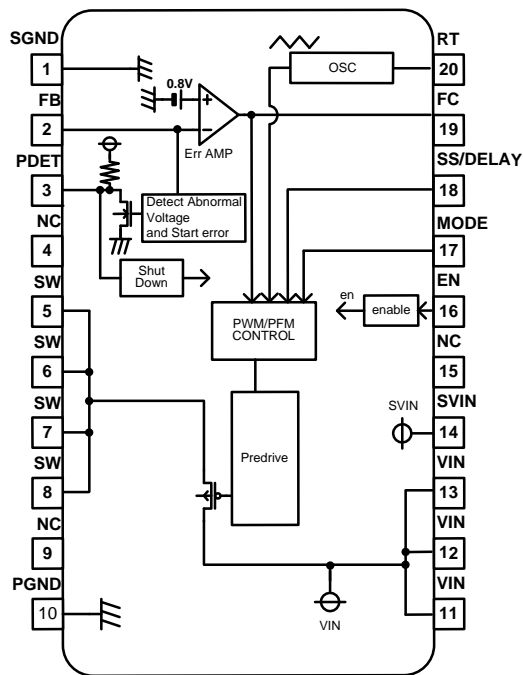 SGND
1
FB
2
PDET
3
NC
4
SW
5
SW
6
SW
7
SW
8
NC
9
PGND
10
0.8V
+
−
Err AMP
Detect Abnormal
Voltage
and Start error
Shut
Down
OSC
PWM/PFM
CONTROL
Predrive
en
enable
SVIN
VIN
RT
20
FC
19
SS/DELAY
18
MODE
17
EN
16
NC
15
SVIN
14
VIN
13
VIN
12
VIN
11